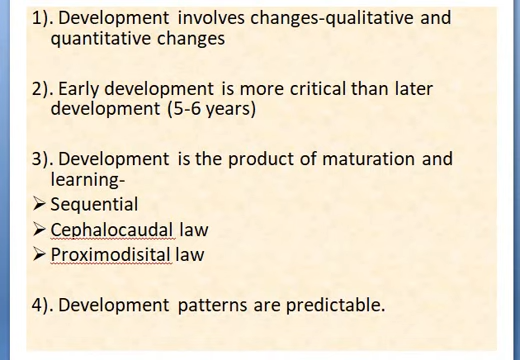 1). Development involves changes-qualitative and
quantitative changes
2). Early development is more critical than later
development (5-6 years)
3). Development is the product of maturation and
learning-
➢ Sequential
➢ Cephalocaudal law
➢ Proximodisital law
4). Development patterns are predictable.